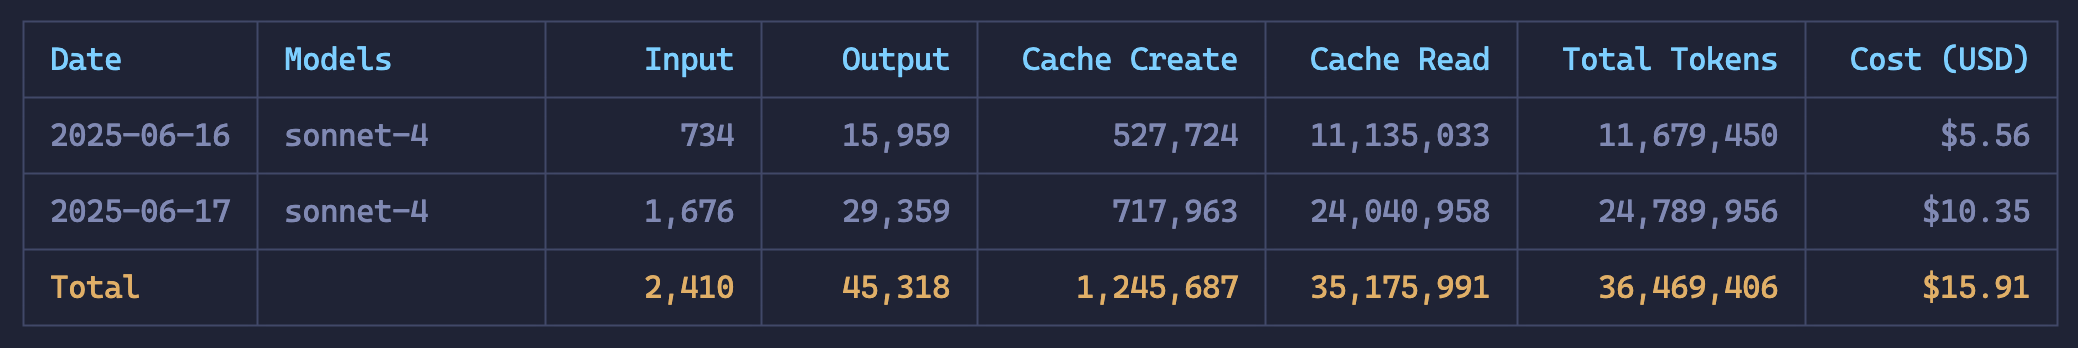 Date Models Input Output Cache Create Cache Read Total Tokens Cost (USD)
2025-06-16 sonnet-4 734 15,959 527,724 11,135,033 11,679,450 $5.56
2025-06-17 sonnet-4 1,676 29,359 717,963 24,040,958 24,789,956 $10.35
Total 2,410 45,318 1,245,687 35,175,991 36,469,406 $15.91